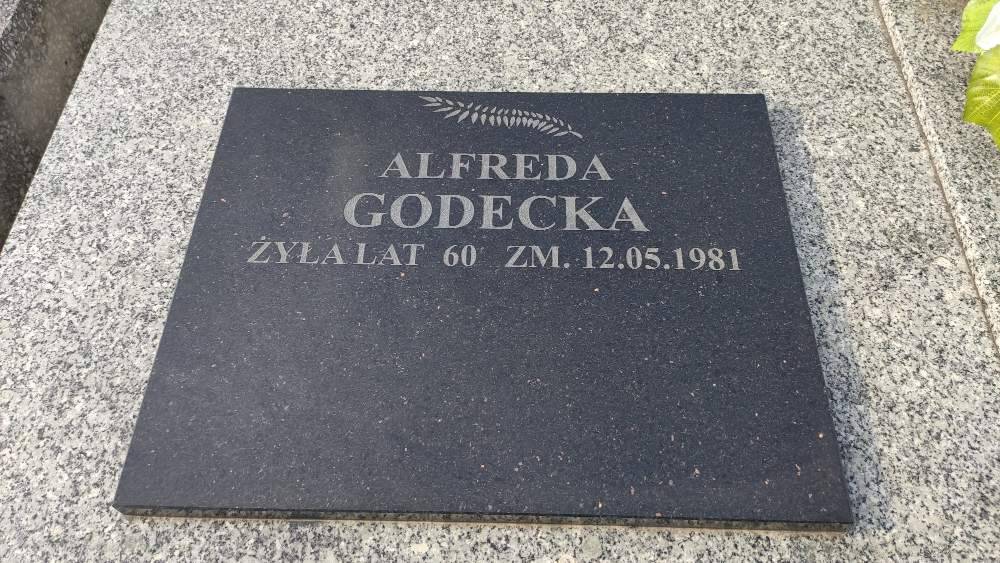 ALFREDA
GODECKA
ŻYŁA LAT 60 ZM. 12.05.1981